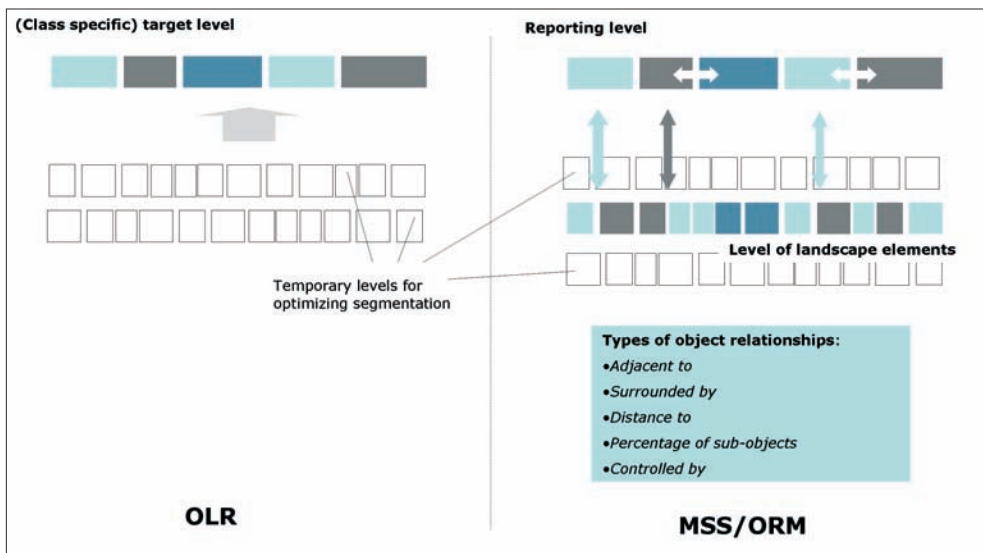 (Class specific) target level
Reporting level
Level of landscape elements
Temporary levels for
optimizing segmentation
Types of object relationships:
•Adjacent to
•Surrounded by
•Distance to
•Percentage of sub-objects
•Controlled by
OLR
MSS/ORM